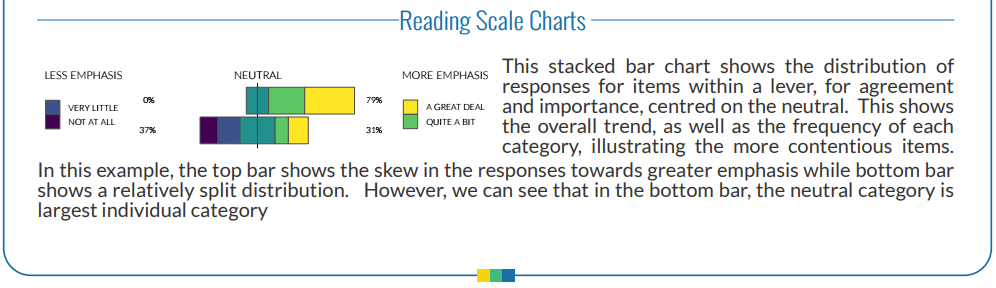 Reading Scale Charts
LESS EMPHASIS
NEUTRAL
MORE EMPHASIS
VERY LITTLE
NOT AT ALL
0%
37%
79%
31%
A GREAT DEAL
QUITE A BIT
This stacked bar chart shows the distribution of
responses for items within a lever, for agreement
and importance, centred on the neutral. This shows
the overall trend, as well as the frequency of each
category, illustrating the more contentious items.
In this example, the top bar shows the skew in the responses towards greater emphasis while bottom bar
shows a relatively split distribution. However, we can see that in the bottom bar, the neutral category is
largest individual category